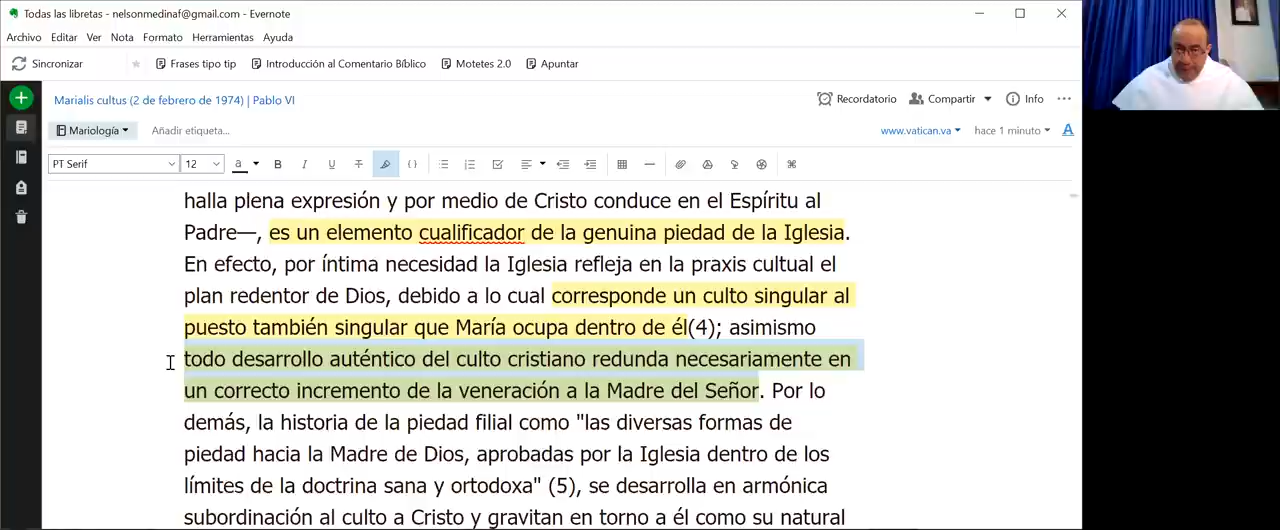 Todas las libretas - nelsonmedinaf@gmail.com - Evernote
Archivo Editar Ver Nota Formato Herramientas Ayuda
Sincronizar Frases tipo tip Introducción al Comentario Bíblico Motetes 2.0 Apuntar
Marialis cultus (2 de febrero de 1974) | Pablo VI Recordatorio Compartir Info
Mariología Añadir etiqueta... www.vatican.va hace 1 minuto A
PT Serif 12 a B I U T
halla plena expresión y por medio de Cristo conduce en el Espíritu al
Padre—, es un elemento cualificador de la genuina piedad de la Iglesia.
En efecto, por íntima necesidad la Iglesia refleja en la praxis cultual el
plan redentor de Dios, debido a lo cual corresponde un culto singular al
puesto también singular que María ocupa dentro de él(4); asimismo
todo desarrollo auténtico del culto cristiano redunda necesariamente en
un correcto incremento de la veneración a la Madre del Señor. Por lo
demás, la historia de la piedad filial como "las diversas formas de
piedad hacia la Madre de Dios, aprobadas por la Iglesia dentro de los
límites de la doctrina sana y ortodoxa" (5), se desarrolla en armónica
subordinación al culto a Cristo y gravitan en torno a él como su natural